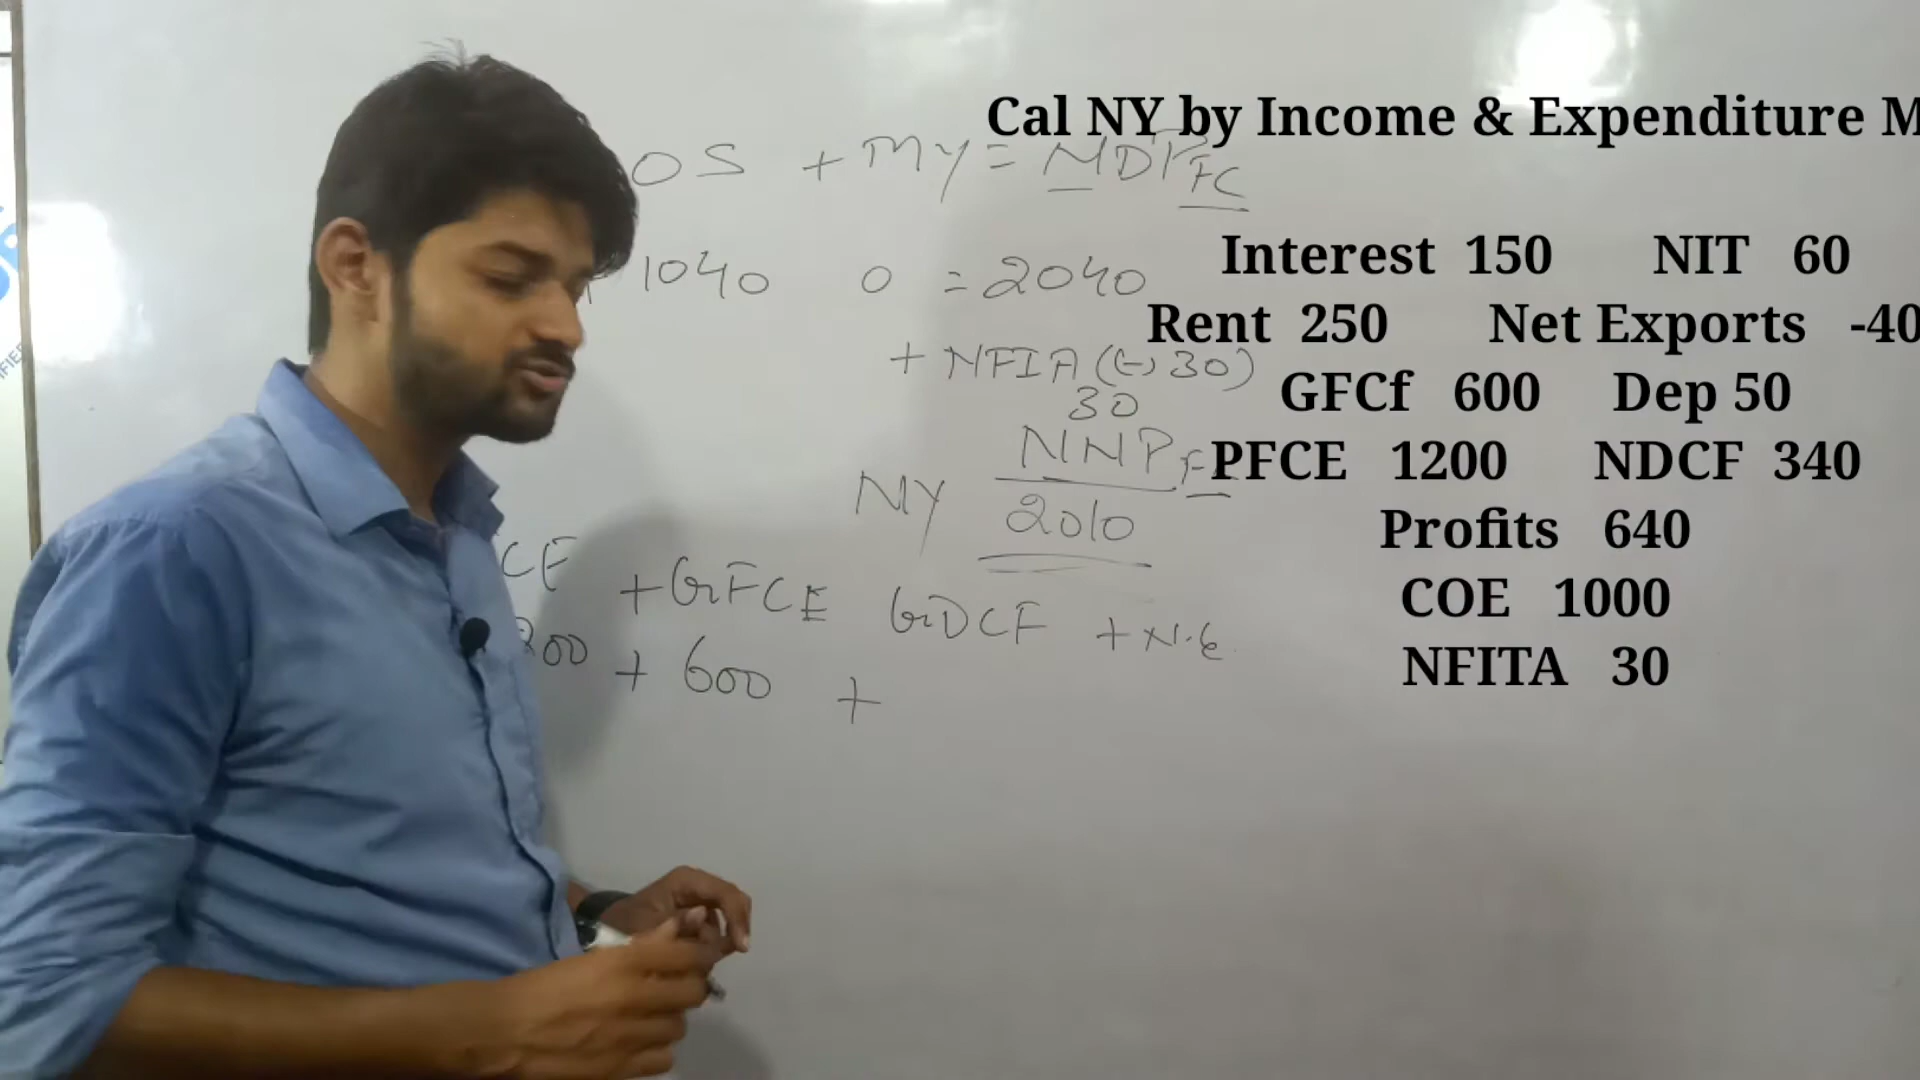 Cal NY by Income & Expenditure M
OS + MY = NDPFC
Interest 150 NIT 60
1040 0 = 2040
Rent 250 Net Exports -40
+ NFIA (-) 30)
30
GFCf 600 Dep 50
NNPF
PFCE 1200 NDCF 340
NY 2010
Profits 640
CE + GFCE GDCF + N.E
COE 1000
200 + 600 +
NFITA 30